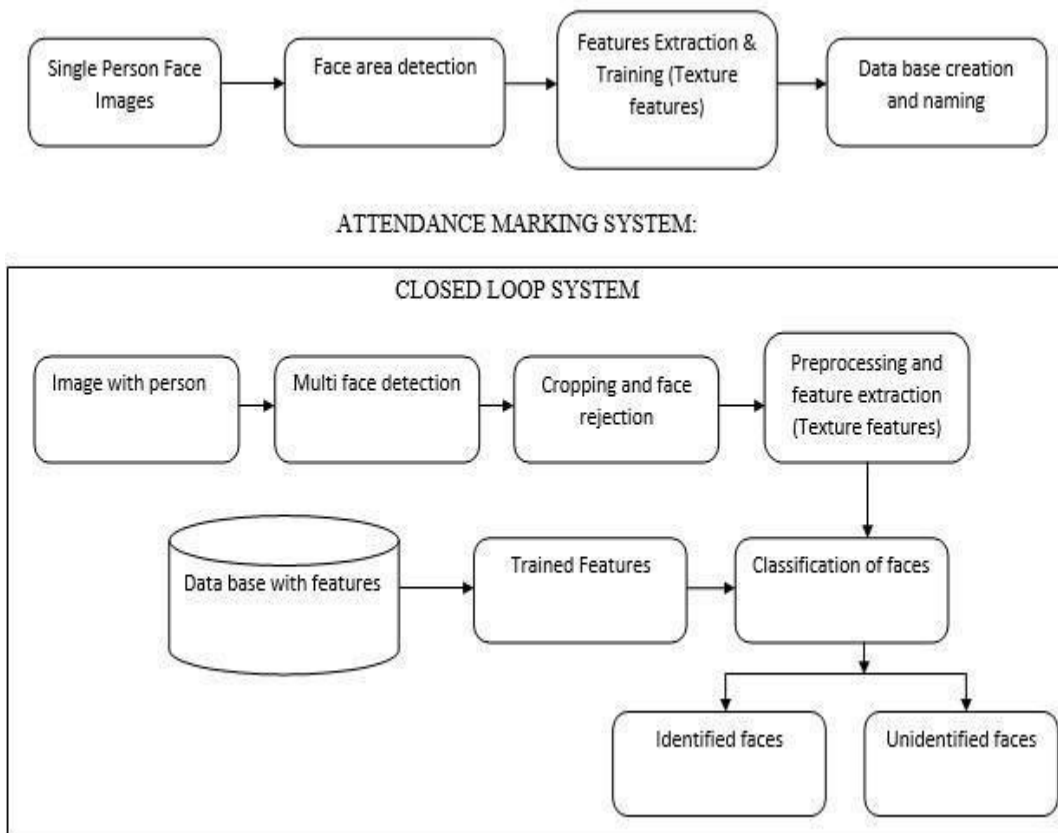 Single Person Face
Images
Face area detection
Features Extraction &
Training (Texture
features)
Data base creation
and naming
ATTENDANCE MARKING SYSTEM:
CLOSED LOOP SYSTEM
Image with person
Multi face detection
Cropping and face
rejection
Preprocessing and
feature extraction
(Texture features)
Data base with features
Trained Features
Classification of faces
Identified faces
Unidentified faces